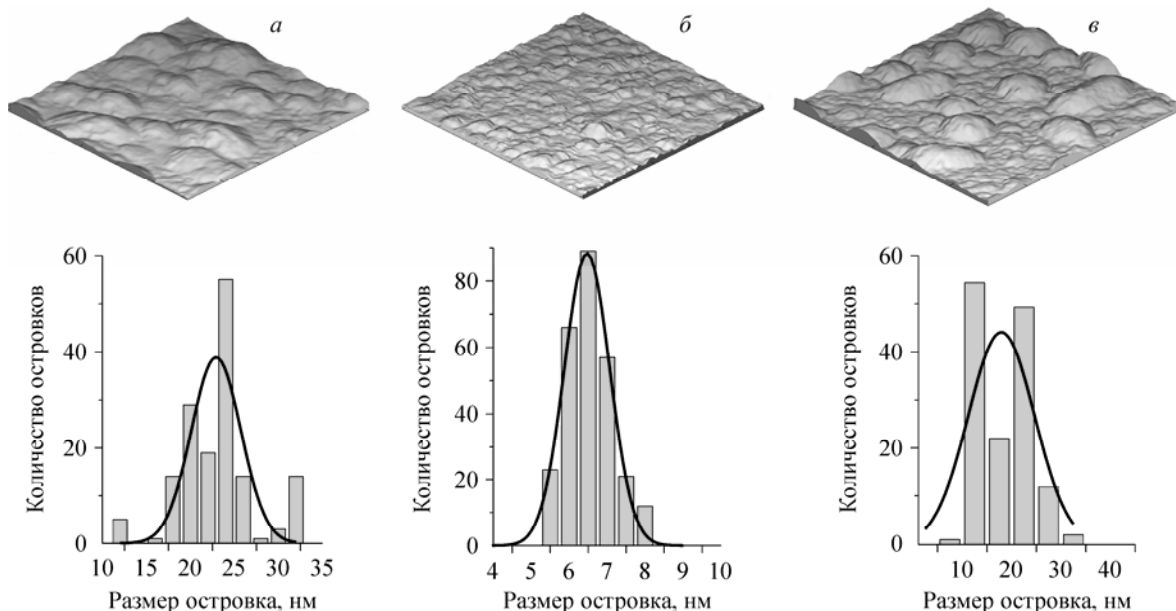 а
б
в
60
40
20
0
Количество островков
10 15 20 25 35
Размер островка, нм
80
60
40
20
0
Количество островков
4 4 6 7 8 9 10
Размер островка, нм
60
40
20
0
Количество островков
10 20 30 40
Размер островка, нм